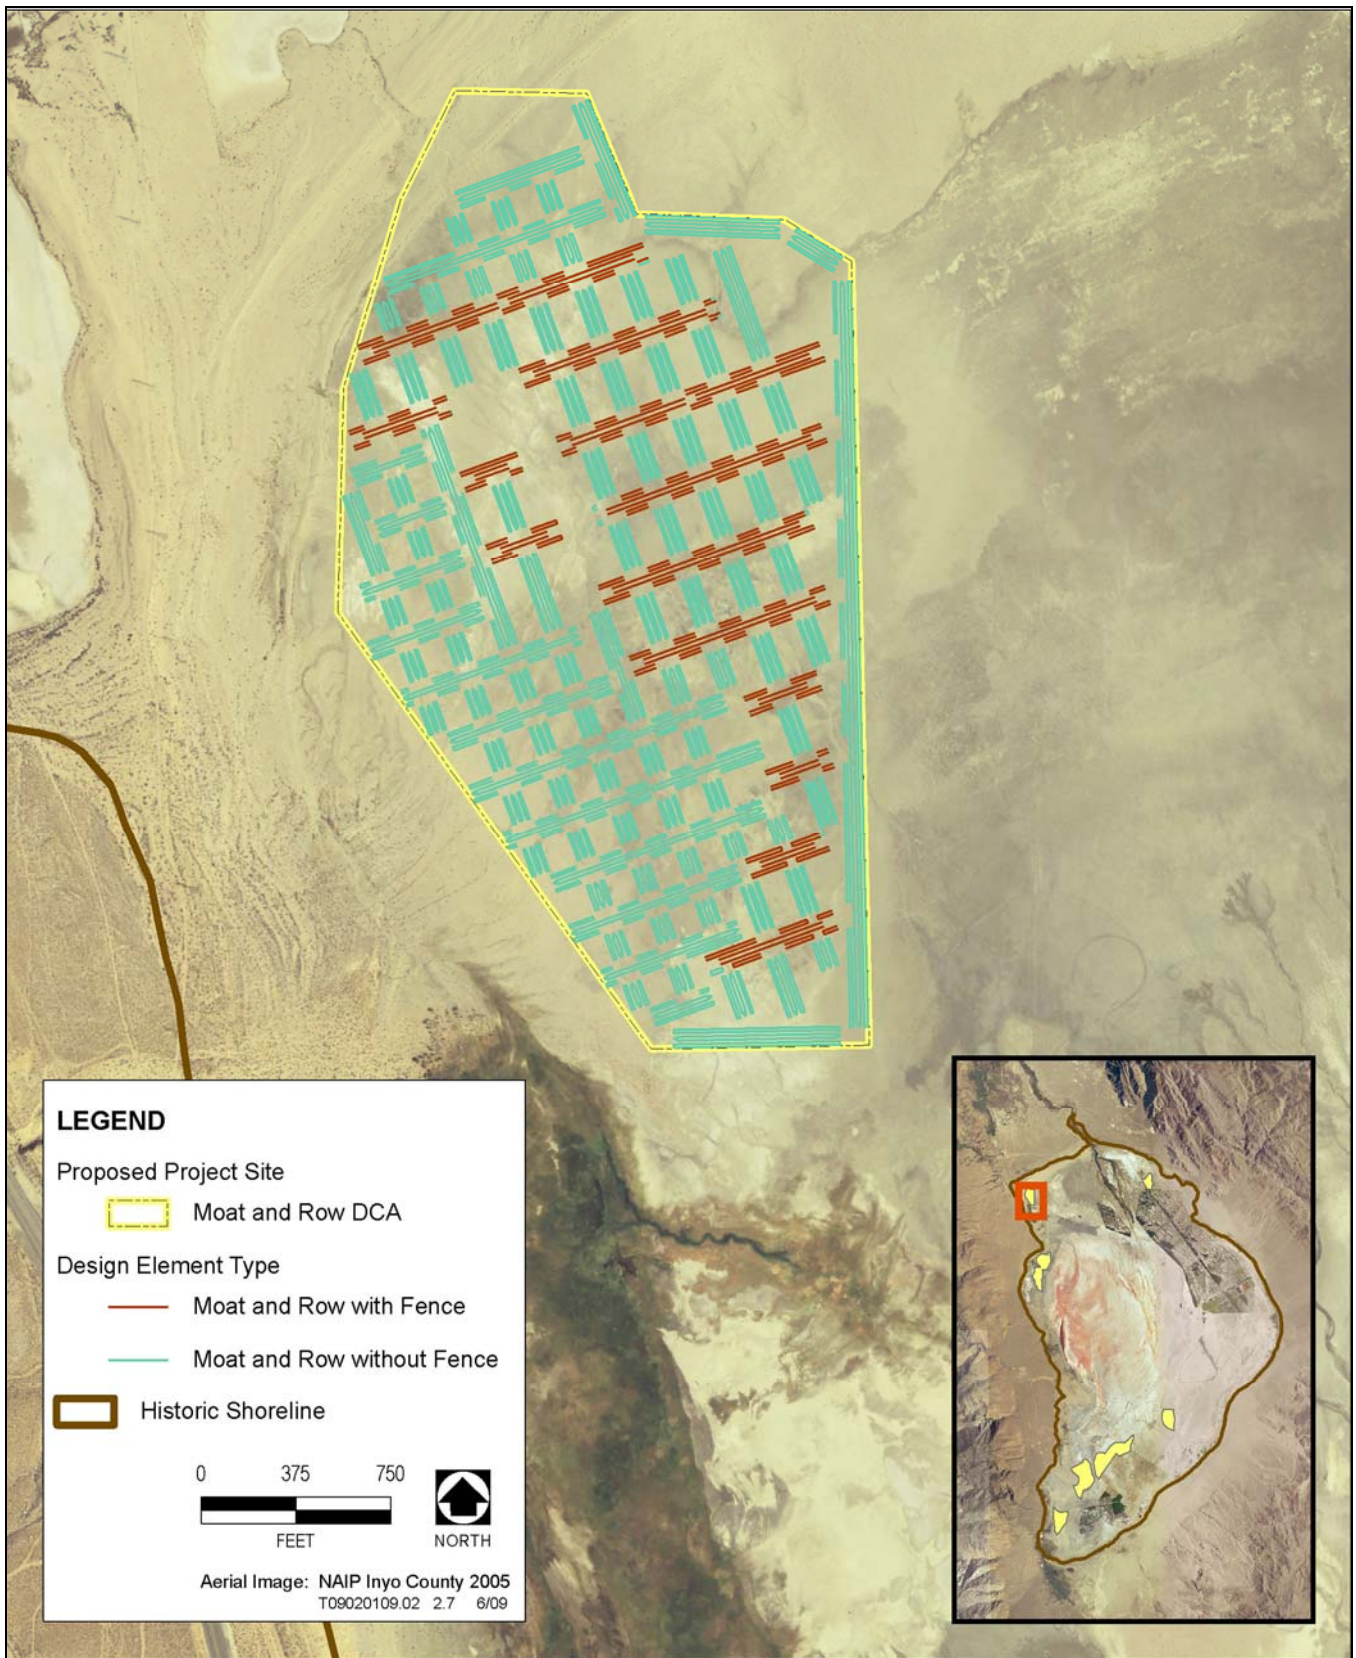 LEGEND
Proposed Project Site
Moat and Row DCA
Design Element Type
Moat and Row with Fence
Moat and Row without Fence
Historic Shoreline
0 375 750
FEET
NORTH
Aerial Image: NAIP Inyo County 2005
T09020109.02 2.7 6/09